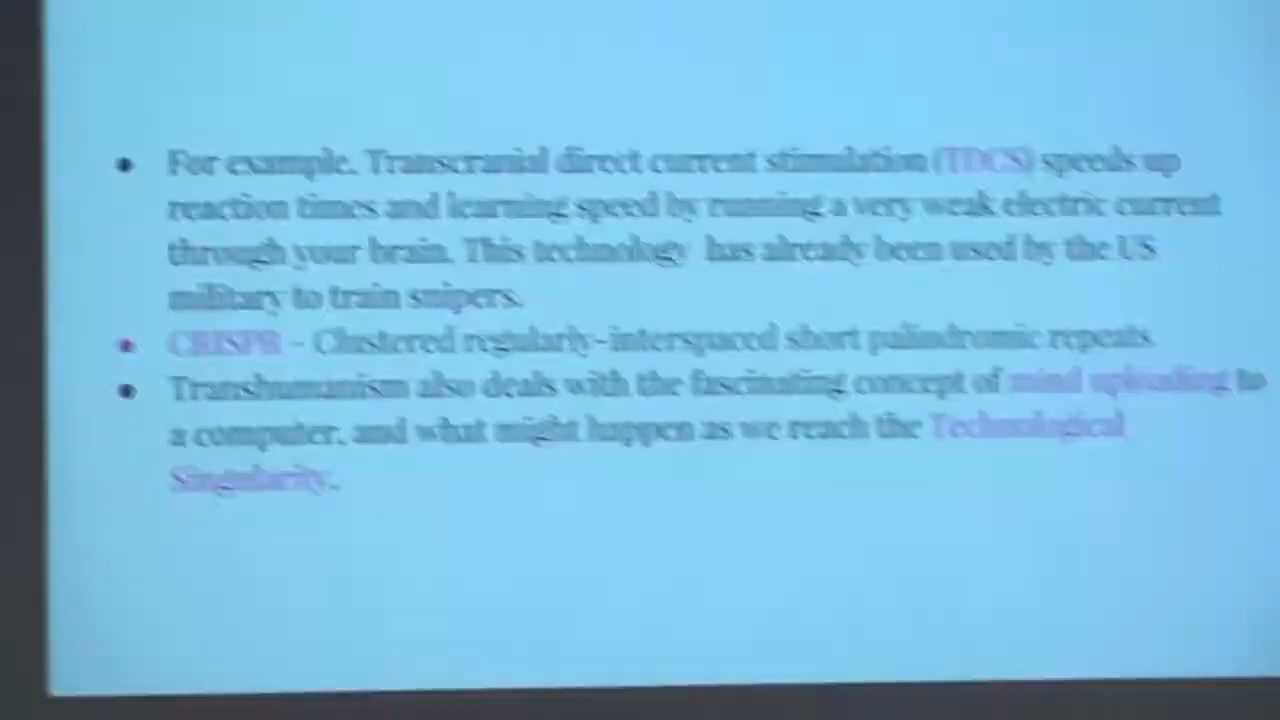 • For example, Transcranial direct current stimulation (TDCS) speeds up
reaction times and learning speed by running a very weak electric current
through your brain. This technology has already been used by the US
military to train snipers.
• CRISPR - Clustered regularly-interspaced short palindromic repeats
• Transhumanism also deals with the fascinating concept of mind uploading to
a computer, and what might happen as we reach the Technological
Singularity.